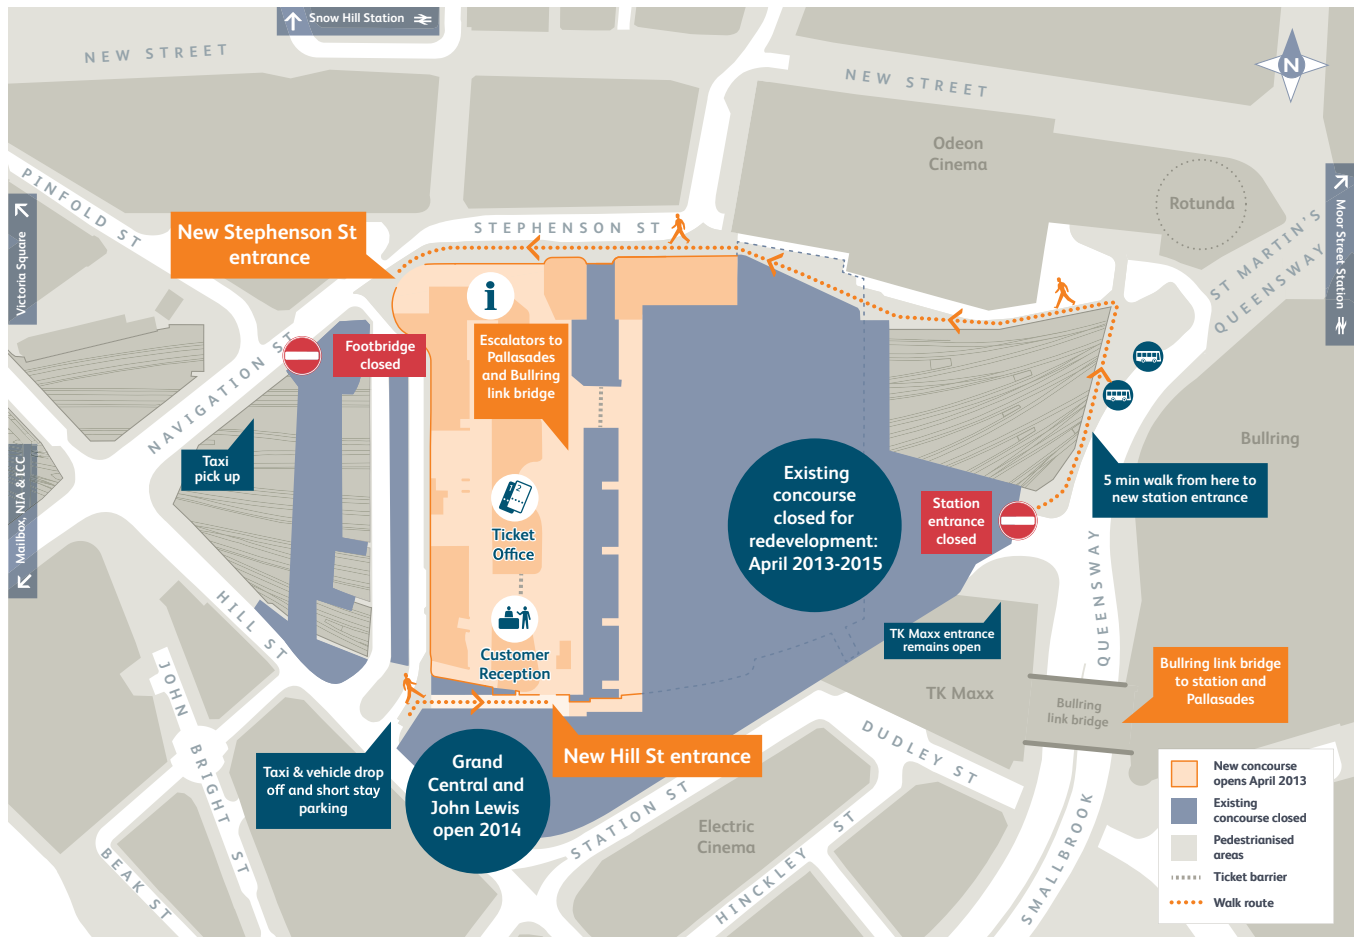 Snow Hill Station
NEW STREET
NEW STREET
N
Odeon
Cinema
Rotunda
PINFOLD ST
Victoria Square
New Stephenson St
entrance
STEPHENSON ST
ST MARTIN'S
QUEENSWAY
Moor Street Station
i
Footbridge
closed
Escalators to
Pallasades
and Bullring
link bridge
NAVIGATION ST
Taxi
pick up
Mailbox, NIA & ICC
Bullring
Existing
concourse
closed for
redevelopment:
April 2013-2015
5 min walk from here to
new station entrance
Station
entrance
closed
1 2
Ticket
Office
Customer
Reception
HILL ST
QUEENSWAY
TK Maxx entrance
remains open
TK Maxx
Bullring link bridge
to station and
Pallasades
Bullring
link bridge
JOHN
BRIGHT ST
Taxi & vehicle drop
off and short stay
parking
Grand
Central and
John Lewis
open 2014
New Hill St entrance
DUDLEY ST
STATION ST
Electric
Cinema
HINCKLEY ST
SMALLBROOK
BEAK ST
New concourse
opens April 2013
Existing
concourse closed
Pedestrianised
areas
Ticket barrier
Walk route